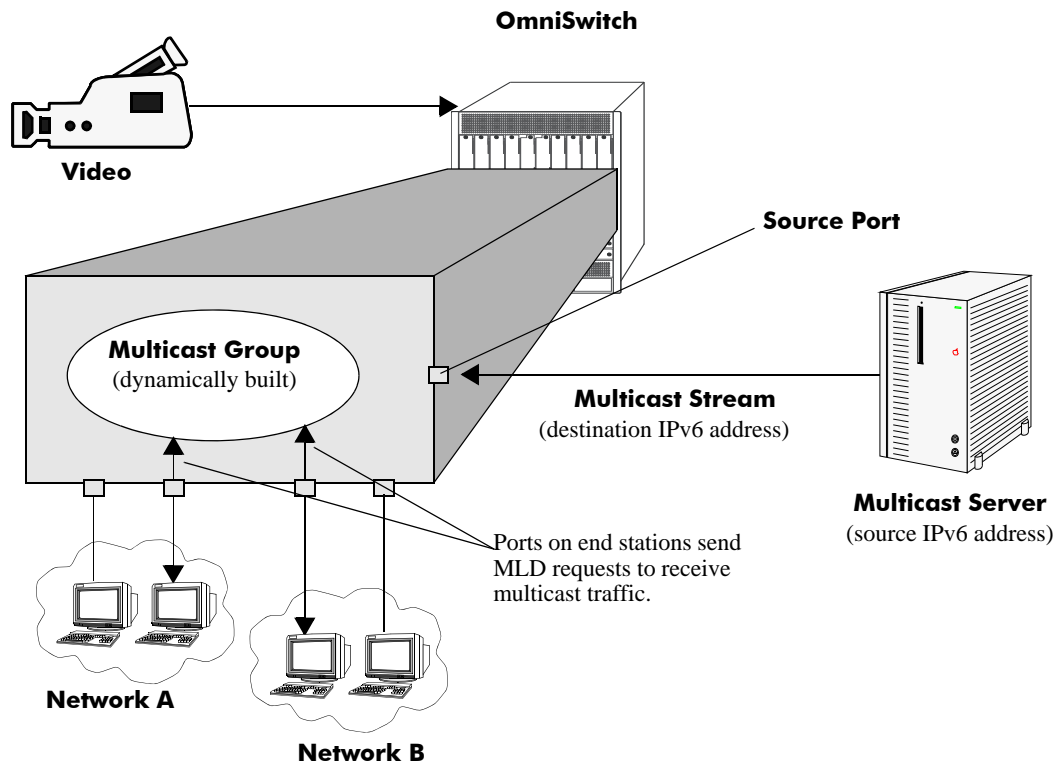 OmniSwitch
Video
Source Port
Multicast Group
(dynamically built)
Multicast Stream
(destination IPv6 address)
Multicast Server
(source IPv6 address)
Ports on end stations send
MLD requests to receive
multicast traffic.
Network A
Network B